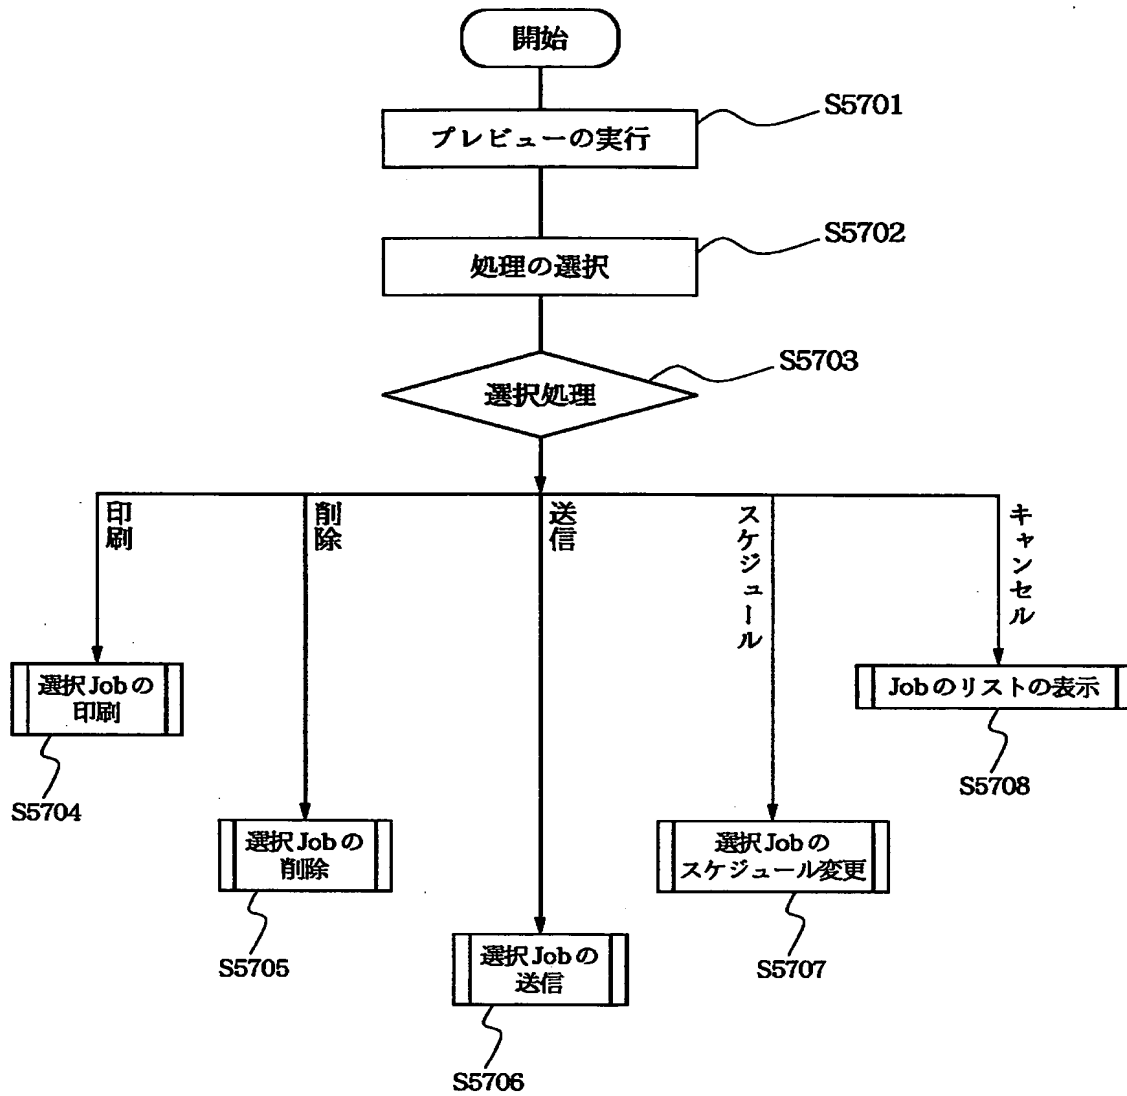 開始
プレビューの実行
S5701
処理の選択
S5702
選択処理
S5703
印刷
削除
送信
スケジュール
キャンセル
選択Jobの
印刷
S5704
選択Jobの
削除
S5705
選択Jobの
送信
S5706
選択Jobの
スケジュール変更
S5707
Jobのリストの表示
S5708